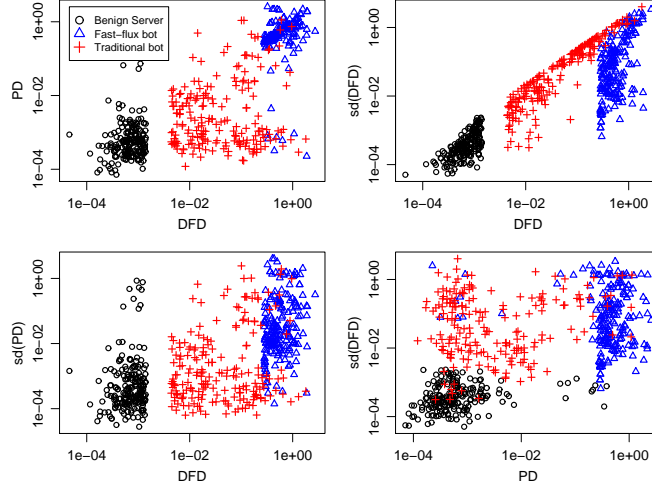 Benign Server
Fast−flux bot
Traditional bot
PD
1e+00
1e−02
1e−04
1e−04
1e−02
1e+00
DFD
sd(DFD)
1e+00
1e−02
1e−04
1e−04
1e−02
1e+00
DFD
sd(PD)
1e+00
1e−02
1e−04
1e−04
1e−02
1e+00
DFD
sd(DFD)
1e+00
1e−02
1e−04
1e−04
1e−02
1e+00
PD